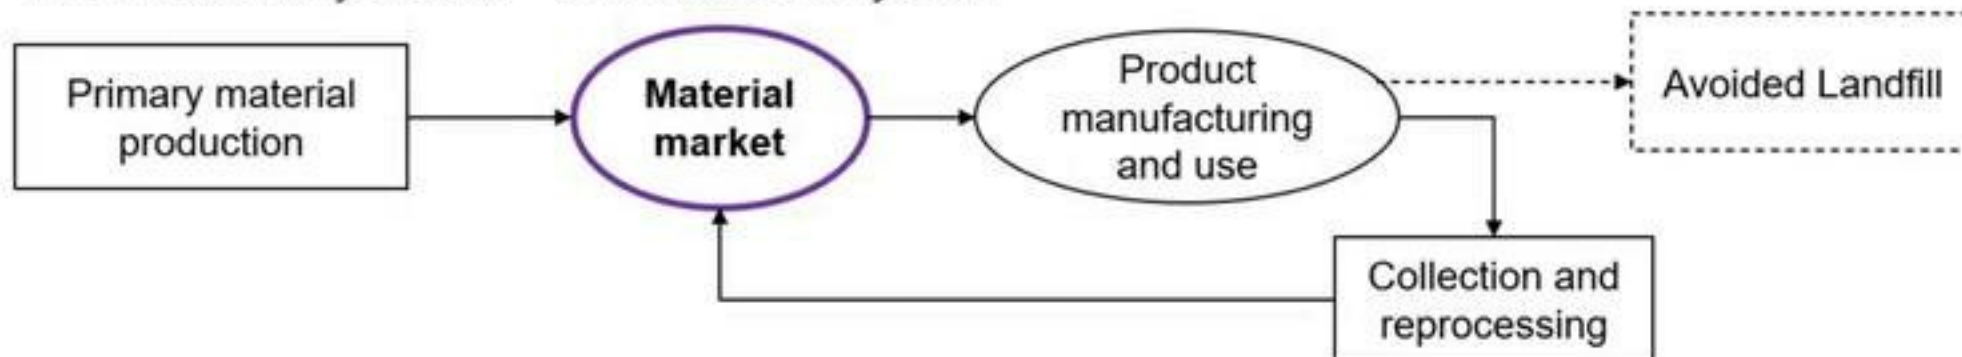 Primary material
production
Material
market
Product
manufacturing
and use
Avoided Landfill
Collection and
reprocessing